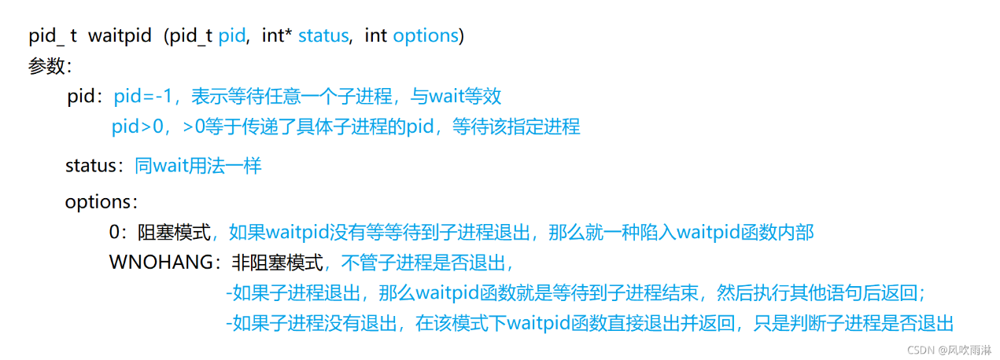 pid_ t waitpid (pid_t pid, int* status, int options)
参数：
pid：pid=-1，表示等待任意一个子进程，与wait等效
pid>0，>0等于传递了具体子进程的pid，等待该指定进程
status：同wait用法一样
options：
0：阻塞模式，如果waitpid没有等等待到子进程退出，那么就一种陷入waitpid函数内部
WNOHANG：非阻塞模式，不管子进程是否退出，
-如果子进程退出，那么waitpid函数就是等待到子进程结束，然后执行其他语句后返回；
-如果子进程没有退出，在该模式下waitpid函数直接退出并返回，只是判断子进程是否退出
CSDN @风吹雨淋